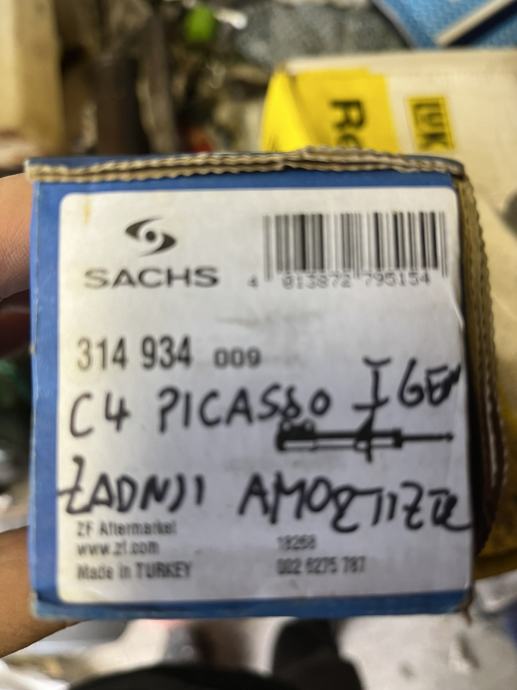 LUK
SACHS
4 013872 795154
314 934 009
C4 PICASSO I GEN
ZADNJI AMORTIZER
ZF Aftermarket
www.zf.com
Made in TURKEY
18268
002 6275 787